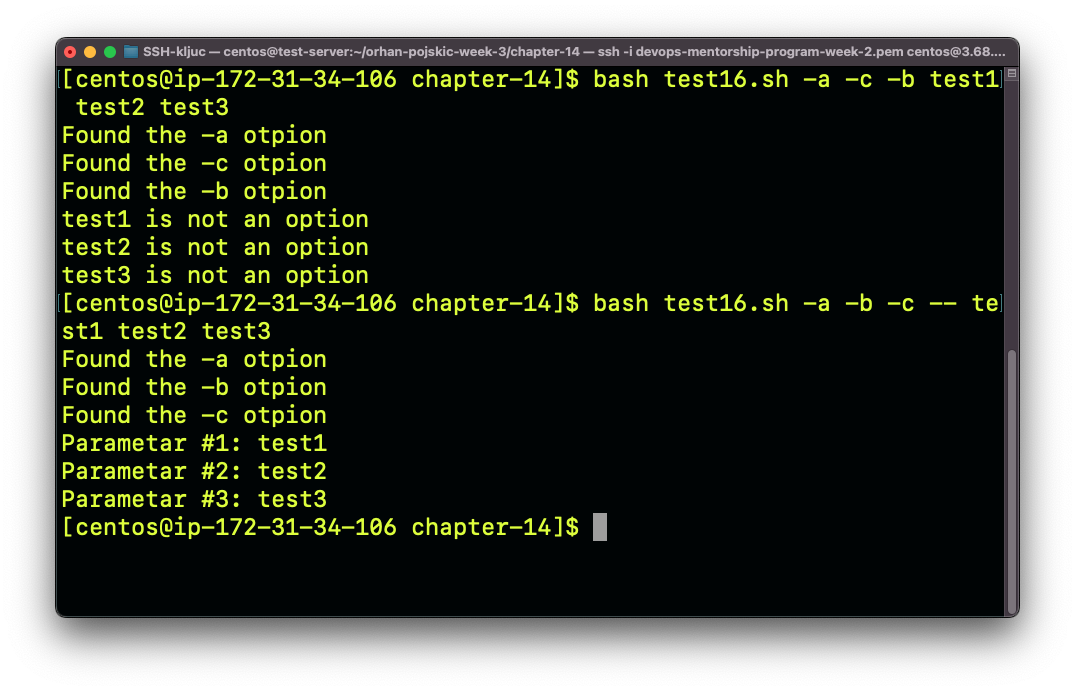 SSH-kljuc — centos@test-server:~/orhan-pojskic-week-3/chapter-14 — ssh -i devops-mentorship-program-week-2.pem centos@3.68....
[centos@ip-172-31-34-106 chapter-14]$ bash test16.sh -a -c -b test1
 test2 test3
Found the -a otpion
Found the -c otpion
Found the -b otpion
test1 is not an option
test2 is not an option
test3 is not an option
[centos@ip-172-31-34-106 chapter-14]$ bash test16.sh -a -b -c -- te
st1 test2 test3
Found the -a otpion
Found the -b otpion
Found the -c otpion
Parametar #1: test1
Parametar #2: test2
Parametar #3: test3
[centos@ip-172-31-34-106 chapter-14]$